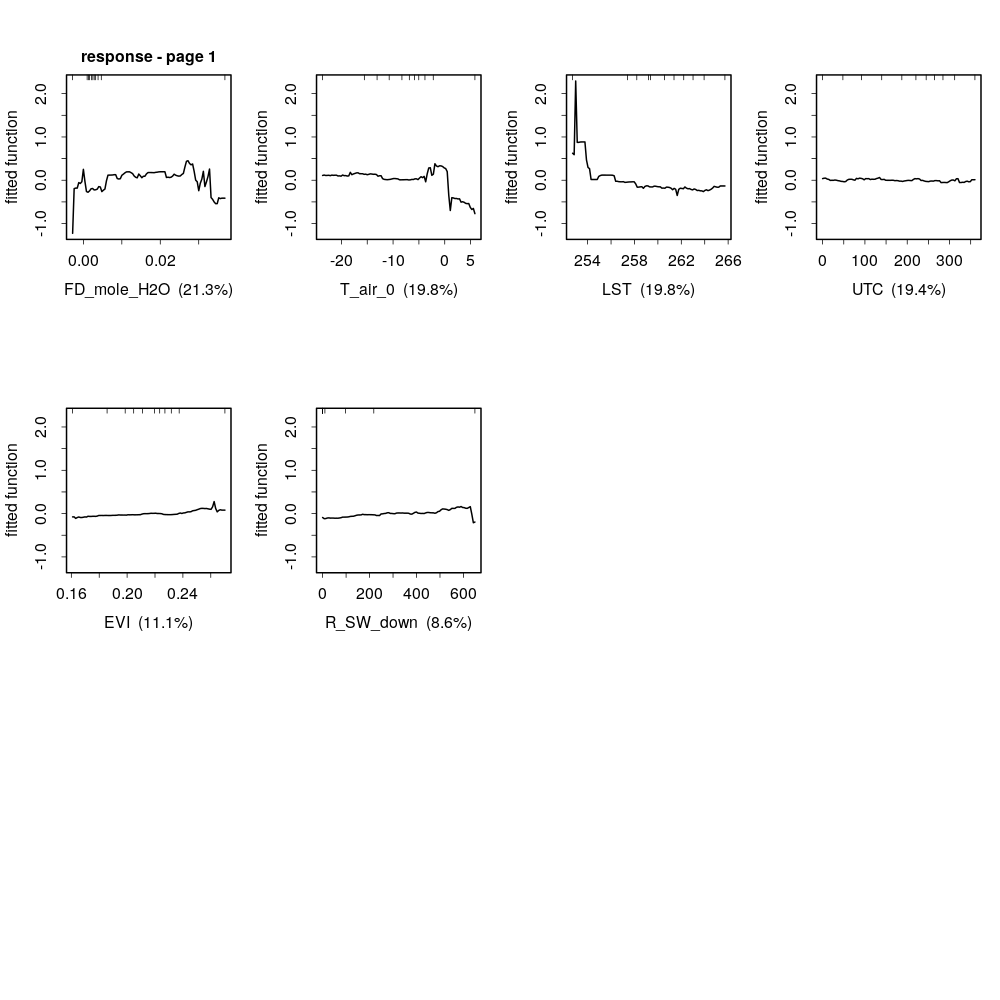 response - page 1
fitted function
-1.0 0.0 1.0 2.0
0.00 0.02
FD_mole_H2O (21.3%)
fitted function
-1.0 0.0 1.0 2.0
-20 -10 0 5
T_air_0 (19.8%)
fitted function
-1.0 0.0 1.0 2.0
254 258 262 266
LST (19.8%)
fitted function
-1.0 0.0 1.0 2.0
0 100 200 300
UTC (19.4%)
fitted function
-1.0 0.0 1.0 2.0
0.16 0.20 0.24
EVI (11.1%)
fitted function
-1.0 0.0 1.0 2.0
0 200 400 600
R_SW_down (8.6%)